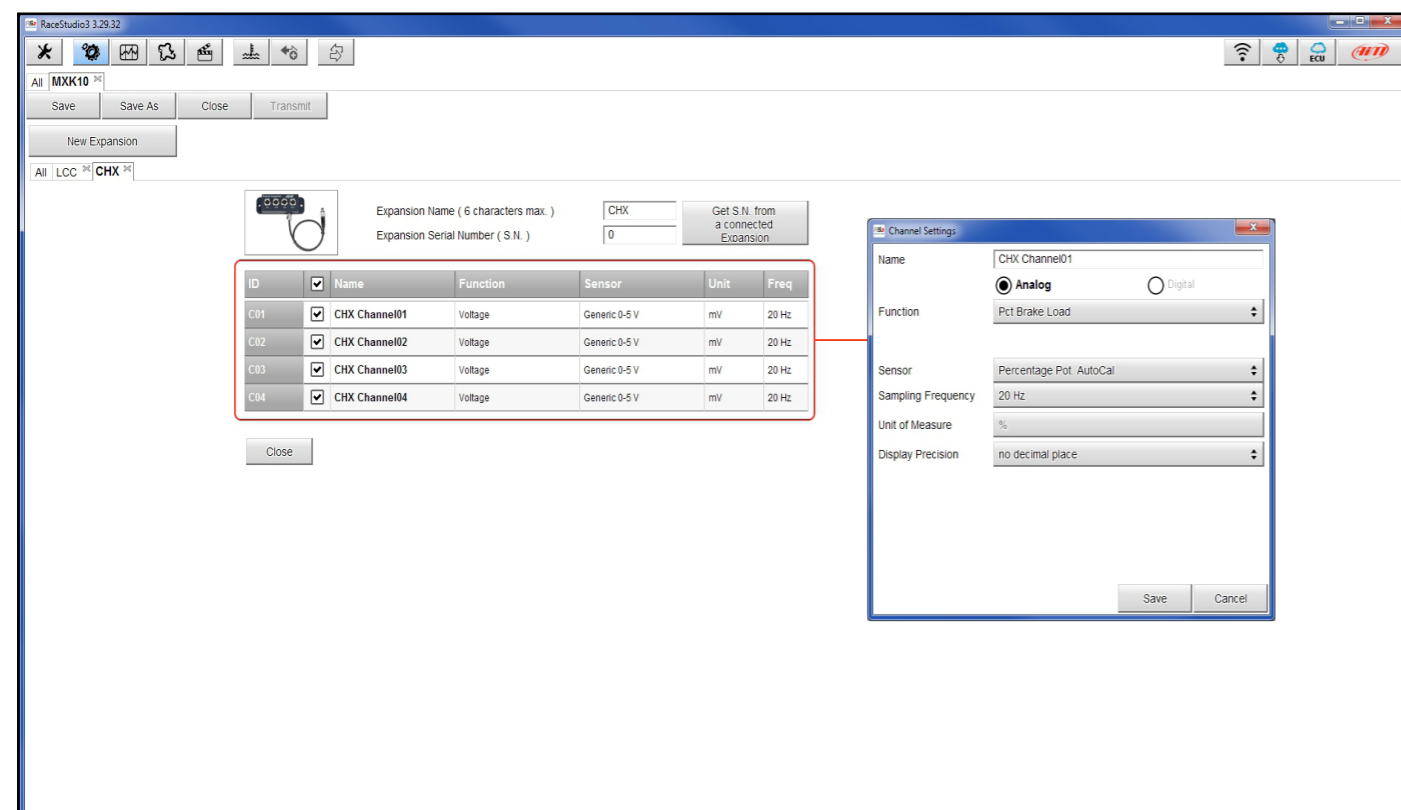 RaceStudio3 3.29.32
ECU
AiM
All MXK10
Save Save As Close Transmit
New Expansion
All LCC CHX
Expansion Name ( 6 characters max. ) CHX
Expansion Serial Number ( S.N. ) 0
Get S.N. from
a connected
Expansion
ID Name Function Sensor Unit Freq
C01 CHX Channel01 Voltage Generic 0-5 V mV 20 Hz
C02 CHX Channel02 Voltage Generic 0-5 V mV 20 Hz
C03 CHX Channel03 Voltage Generic 0-5 V mV 20 Hz
C04 CHX Channel04 Voltage Generic 0-5 V mV 20 Hz
Close
Channel Settings
Name CHX Channel01
Analog Digital
Function Pct Brake Load
Sensor Percentage Pot. AutoCal
Sampling Frequency 20 Hz
Unit of Measure %
Display Precision no decimal place
Save Cancel